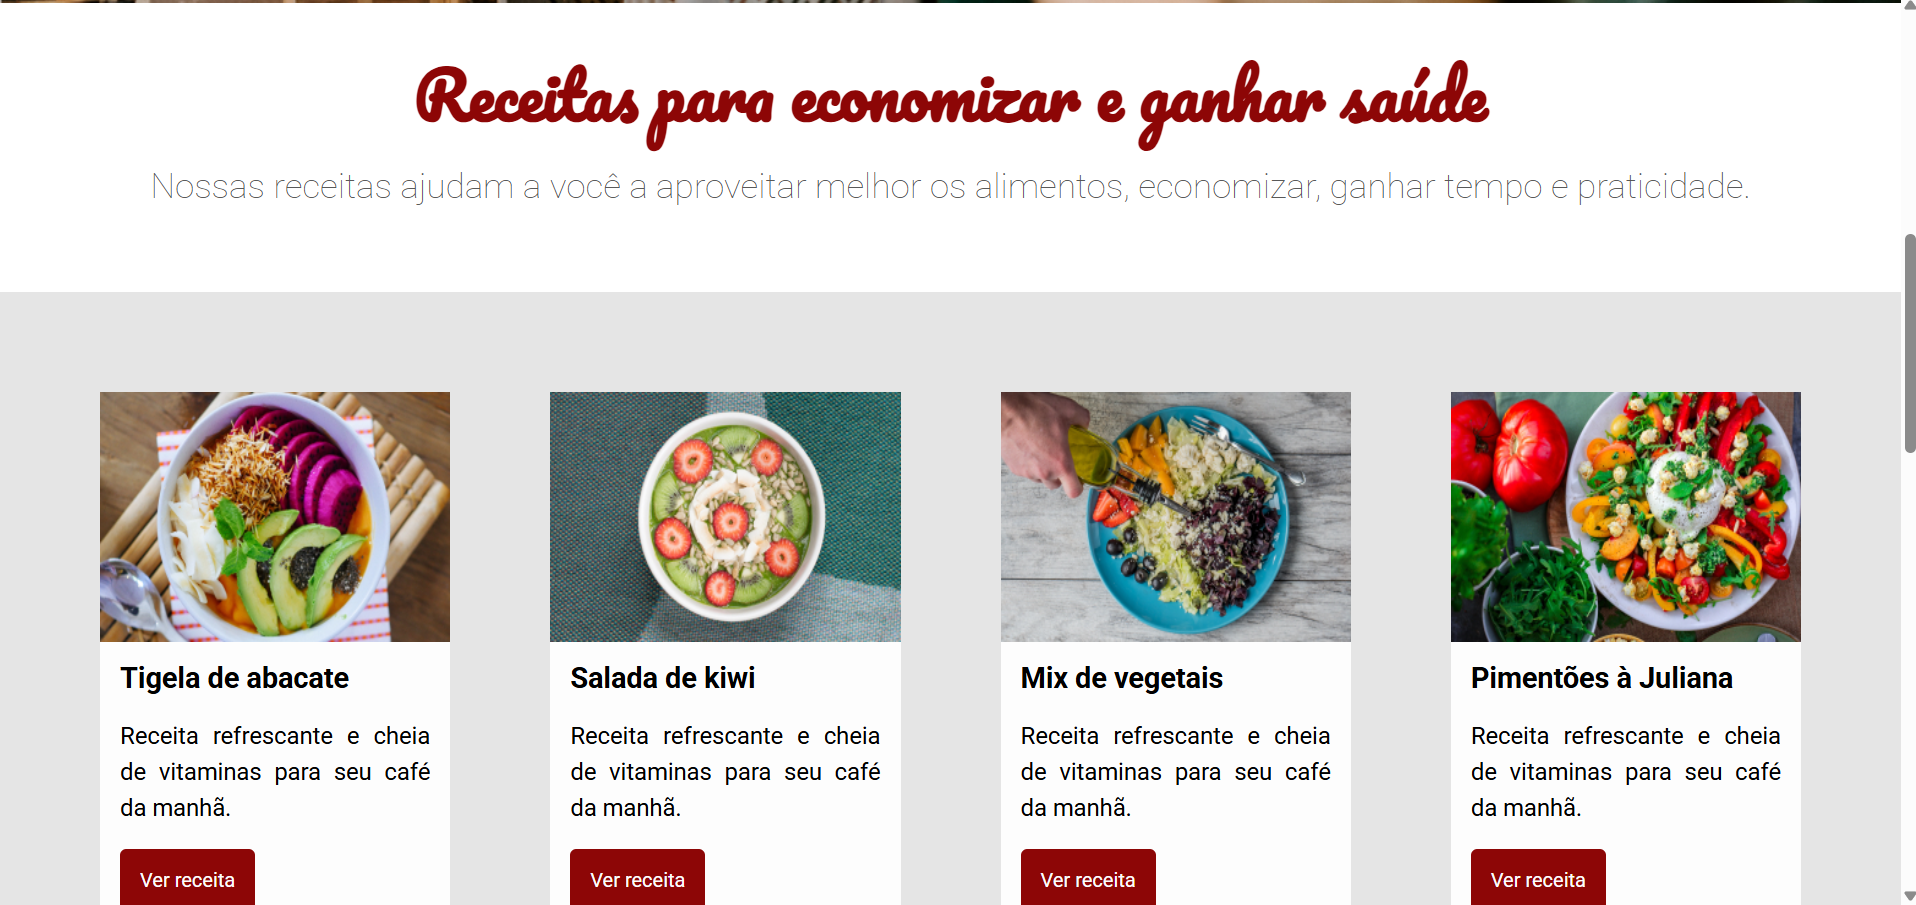 Receitas para economizar e ganhar saúde
Nossas receitas ajudam a você a aproveitar melhor os alimentos, economizar, ganhar tempo e praticidade.
Tigela de abacate
Receita refrescante e cheia
de vitaminas para seu café
da manhã.
Ver receita
Salada de kiwi
Receita refrescante e cheia
de vitaminas para seu café
da manhã.
Ver receita
Mix de vegetais
Receita refrescante e cheia
de vitaminas para seu café
da manhã.
Ver receita
Pimentões à Juliana
Receita refrescante e cheia
de vitaminas para seu café
da manhã.
Ver receita